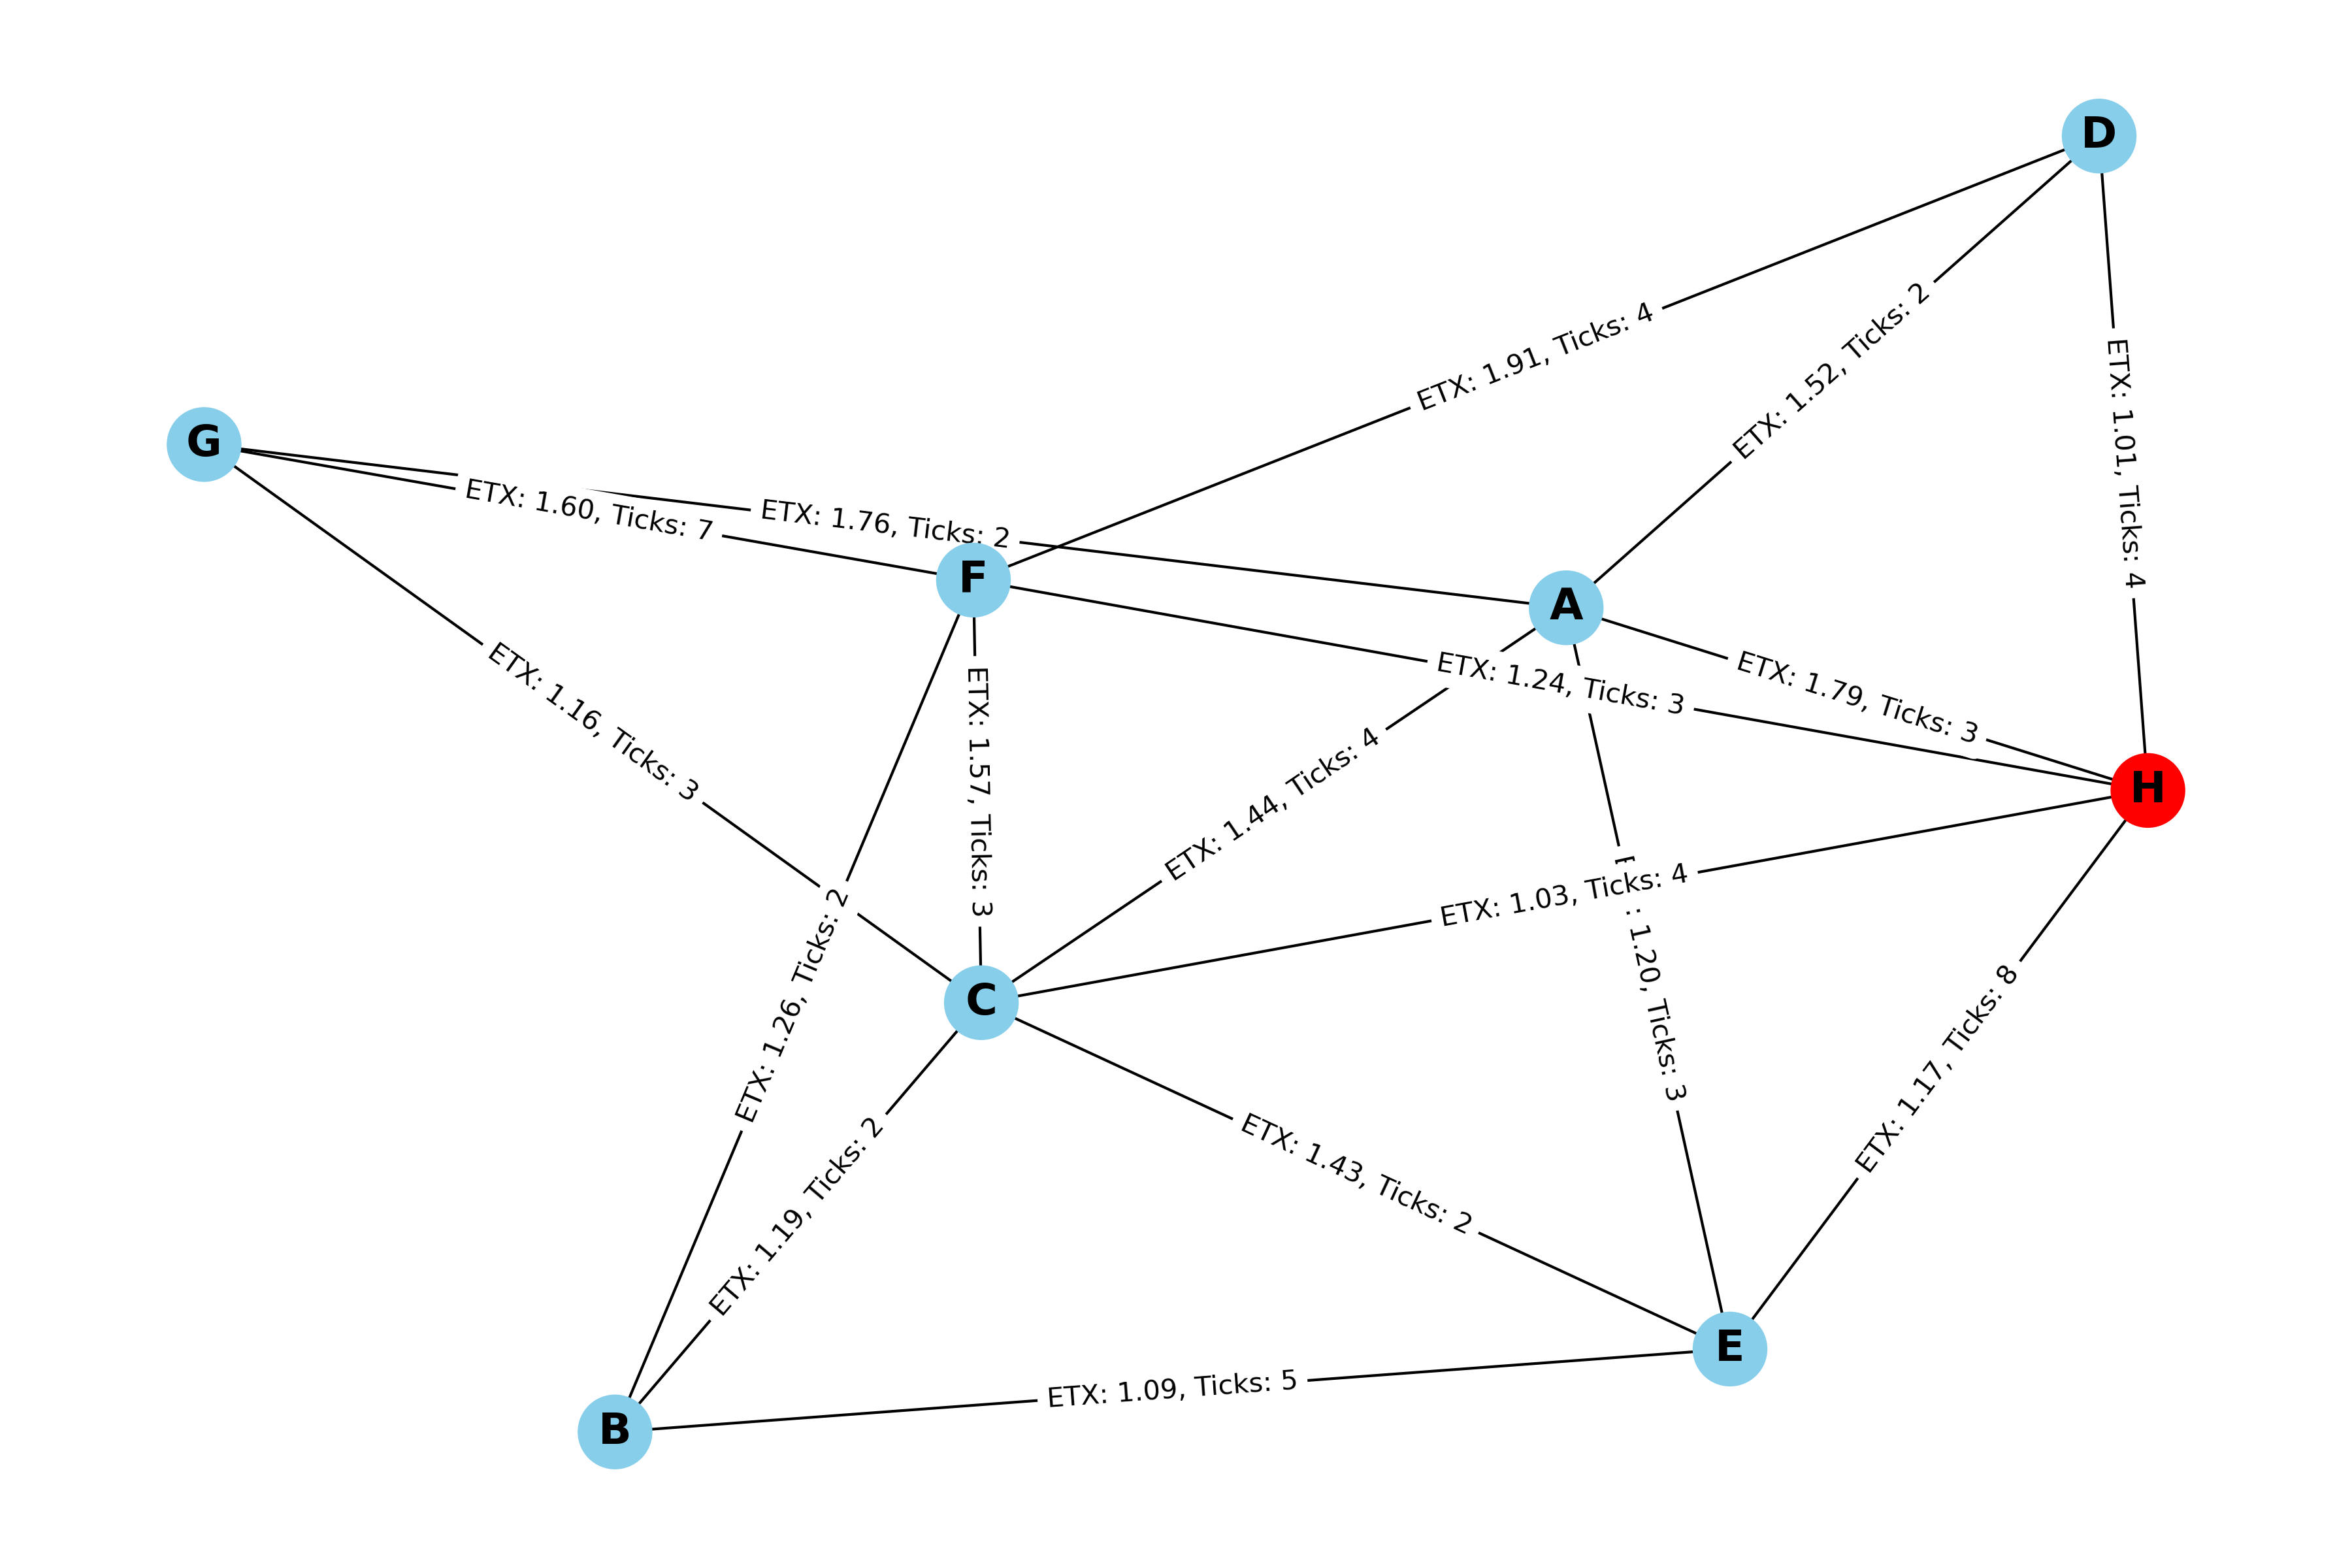 D
ETX: 1.91, Ticks: 4
ETX: 1.52, Ticks: 2
ETX: 1.01, Ticks: 4
G
ETX: 1.60, Ticks: 7
ETX: 1.76, Ticks: 2
F
A
ETX: 1.24, Ticks: 3
ETX: 1.79, Ticks: 3
H
ETX: 1.16, Ticks: 3
ETX: 1.57, Ticks: 3
ETX: 1.44, Ticks: 4
ETX: 1.03, Ticks: 4
: 1.20, Ticks: 3
ETX: 1.26, Ticks: 2
C
ETX: 1.17, Ticks: 8
ETX: 1.19, Ticks: 2
ETX: 1.43, Ticks: 2
E
ETX: 1.09, Ticks: 5
B